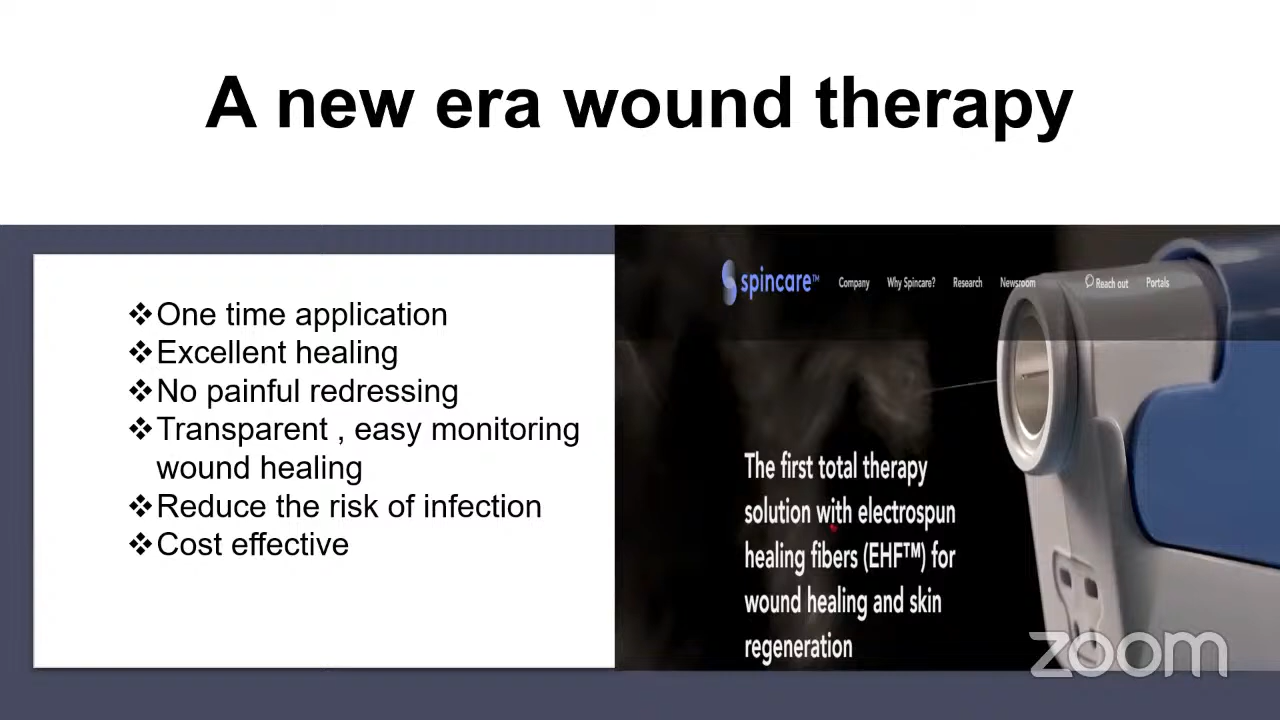 A new era wound therapy
❖One time application
❖Excellent healing
❖No painful redressing
❖Transparent , easy monitoring
wound healing
❖Reduce the risk of infection
❖Cost effective
spincare™ Company Why Spincare? Research Newsroom Reach out Portals
The first total therapy
solution with electrospun
healing fibers (EHF™) for
wound healing and skin
regeneration
zoom